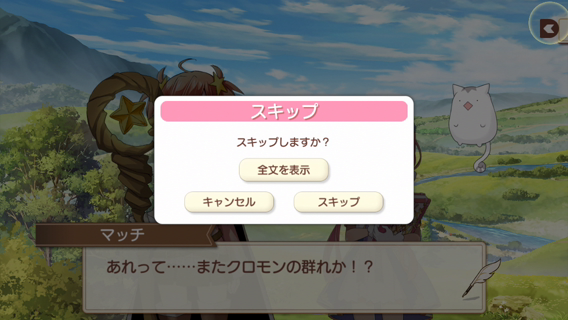 スキップ
スキップしますか？
全文を表示
キャンセル
スキップ
マッチ
あれって……またクロモンの群れか！？